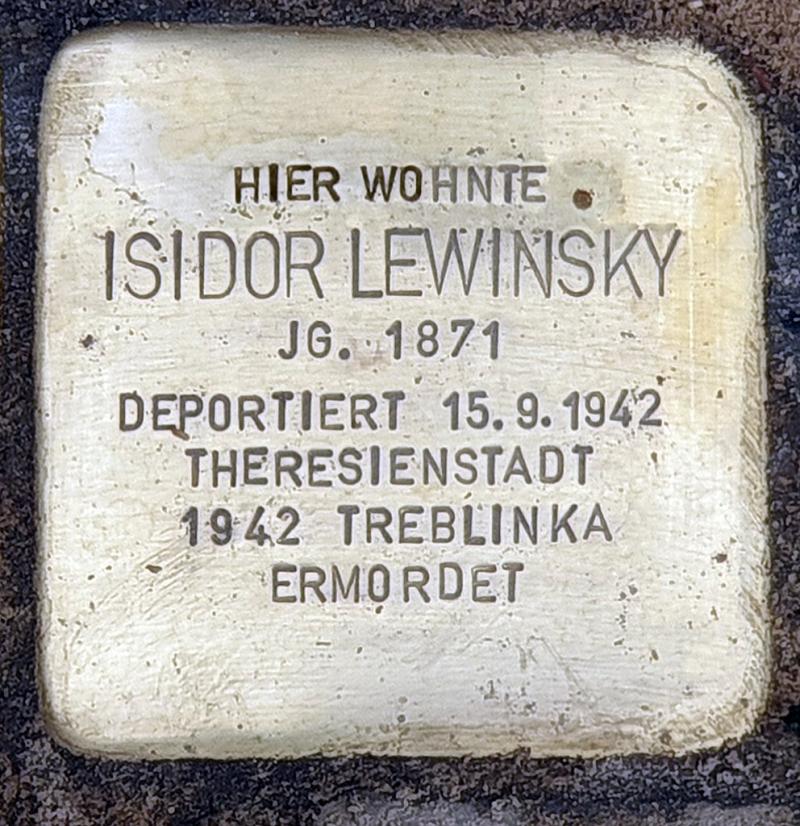 HIER WOHNTE
ISIDOR LEWINSKY
JG. 1871
DEPORTIERT 15.9.1942
THERESIENSTADT
1942 TREBLINKA
ERMORDET